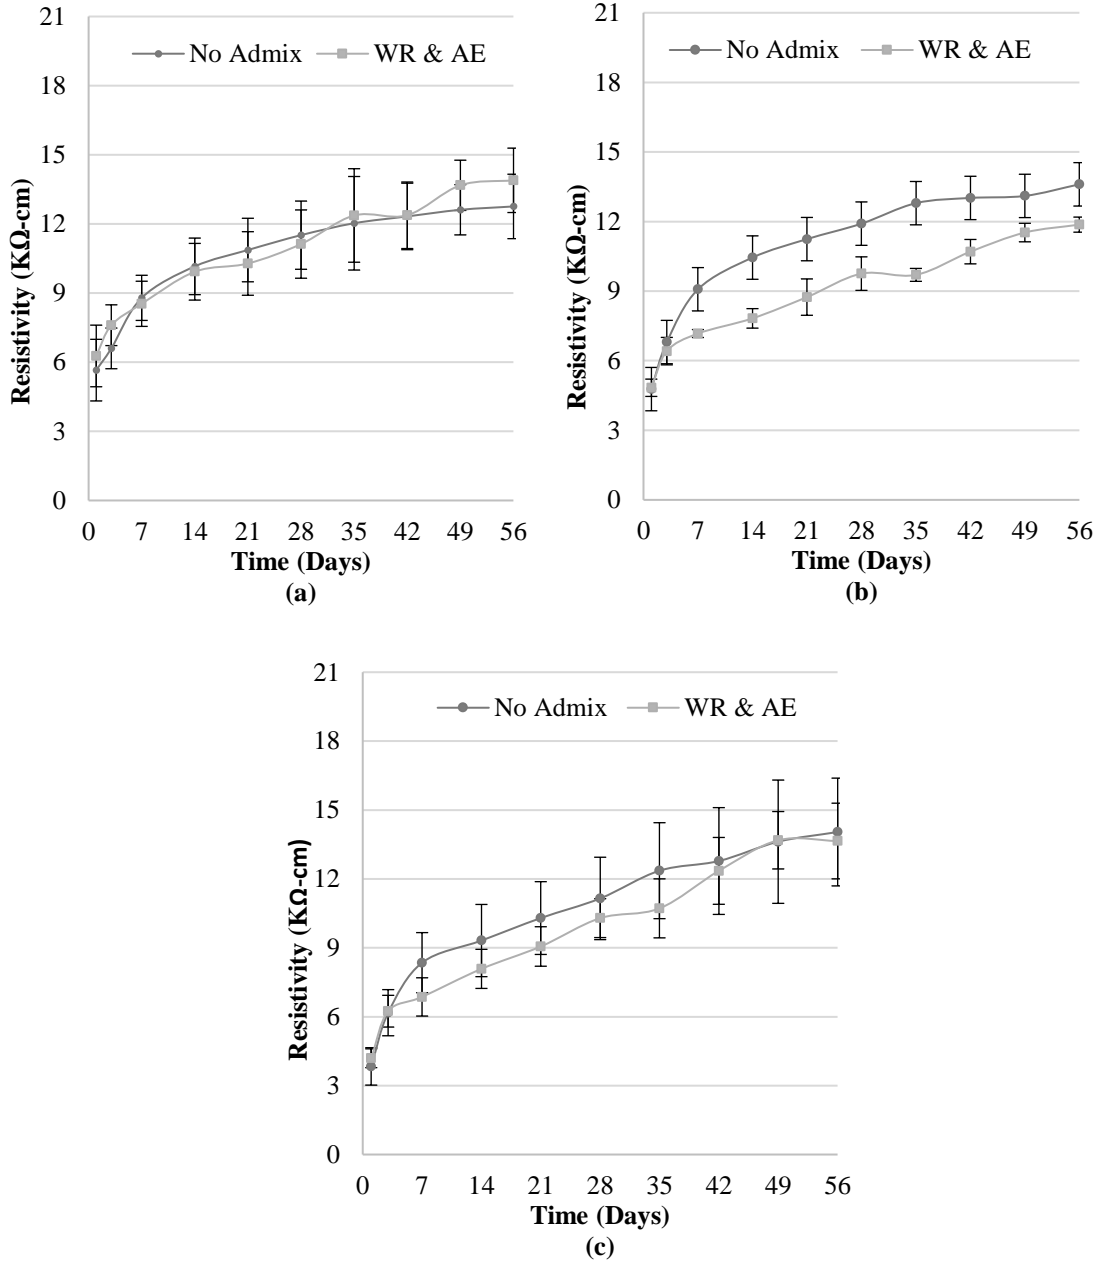 21
No Admix WR & AE
18
15
12
9
6
3
0
Resistivity (KΩ-cm)
0 7 14 21 28 35 42 49 56
Time (Days)
(a)
21
No Admix WR & AE
18
15
12
9
6
3
0
Resistivity (KΩ-cm)
0 7 14 21 28 35 42 49 56
Time (Days)
(b)
21
No Admix WR & AE
18
15
12
9
6
3
0
Resistivity (KΩ-cm)
0 7 14 21 28 35 42 49 56
Time (Days)
(c)